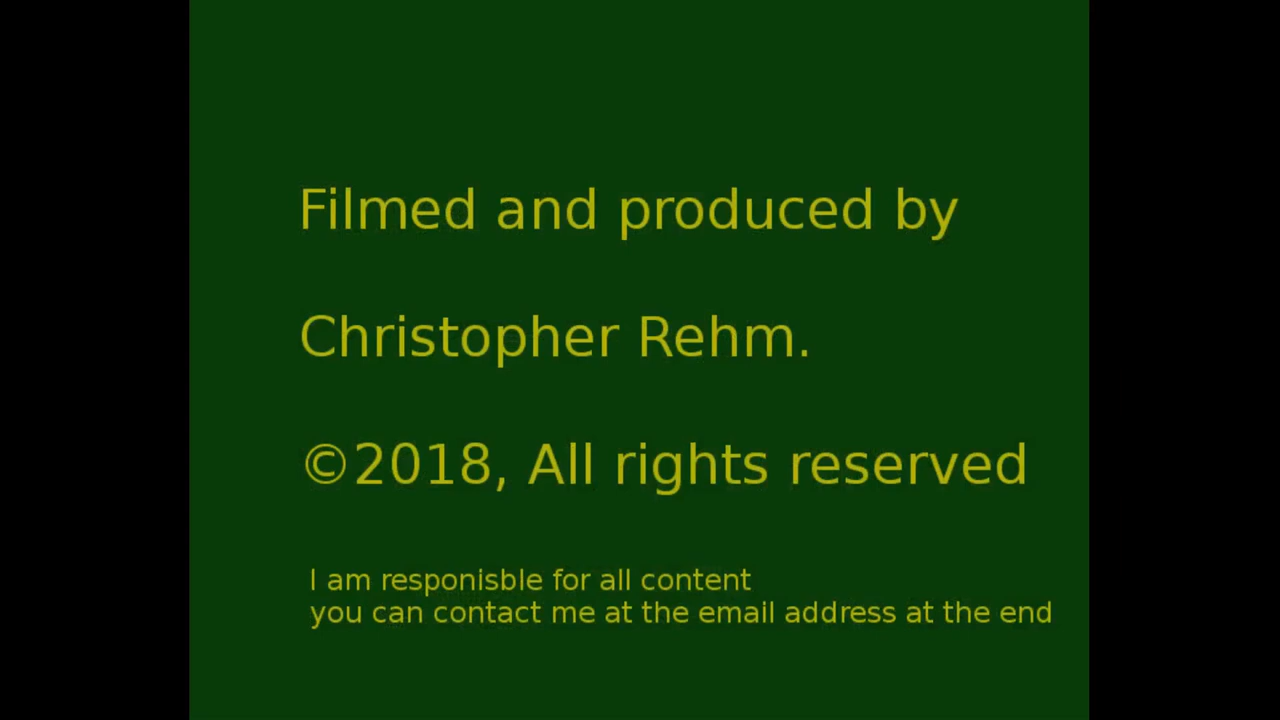 Filmed and produced by
Christopher Rehm.
©2018, All rights reserved
I am responisble for all content
you can contact me at the email address at the end